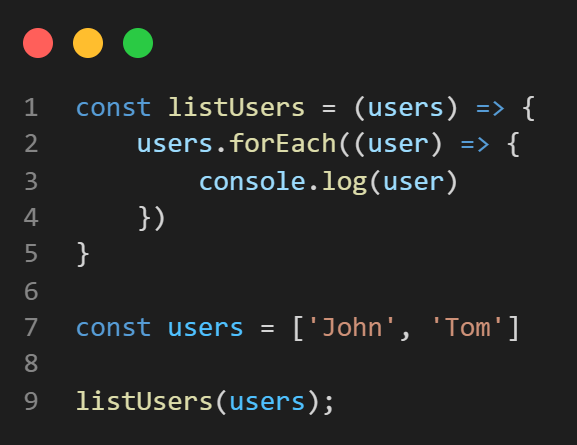 1 const listUsers = (users) => {
2     users.forEach((user) => {
3         console.log(user)
4     })
5 }
6
7 const users = ['John', 'Tom']
8
9 listUsers(users);